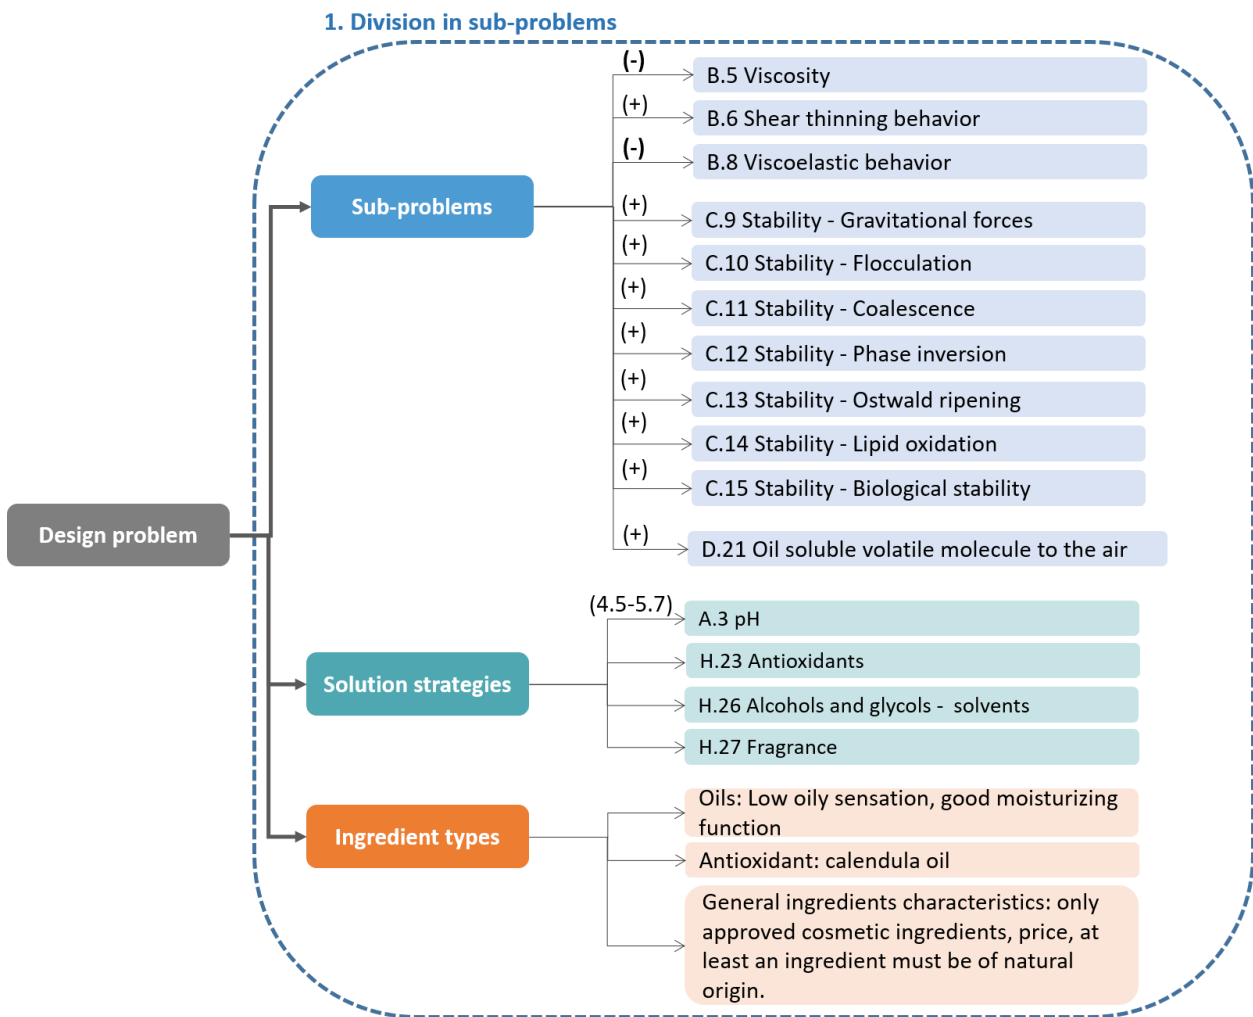 1. Division in sub-problems
(-)
B.5 Viscosity
(+)
B.6 Shear thinning behavior
(-)
B.8 Viscoelastic behavior
Sub-problems
(+)
C.9 Stability - Gravitational forces
(+)
C.10 Stability - Flocculation
(+)
C.11 Stability - Coalescence
(+)
C.12 Stability - Phase inversion
(+)
C.13 Stability - Ostwald ripening
(+)
C.14 Stability - Lipid oxidation
(+)
C.15 Stability - Biological stability
(+)
D.21 Oil soluble volatile molecule to the air
Design problem
(4.5-5.7)
A.3 pH
H.23 Antioxidants
Solution strategies
H.26 Alcohols and glycols -  solvents
H.27 Fragrance
Oils: Low oily sensation, good moisturizing
function
Ingredient types
Antioxidant: calendula oil
General ingredients characteristics: only
approved cosmetic ingredients, price, at
least an ingredient must be of natural
origin.